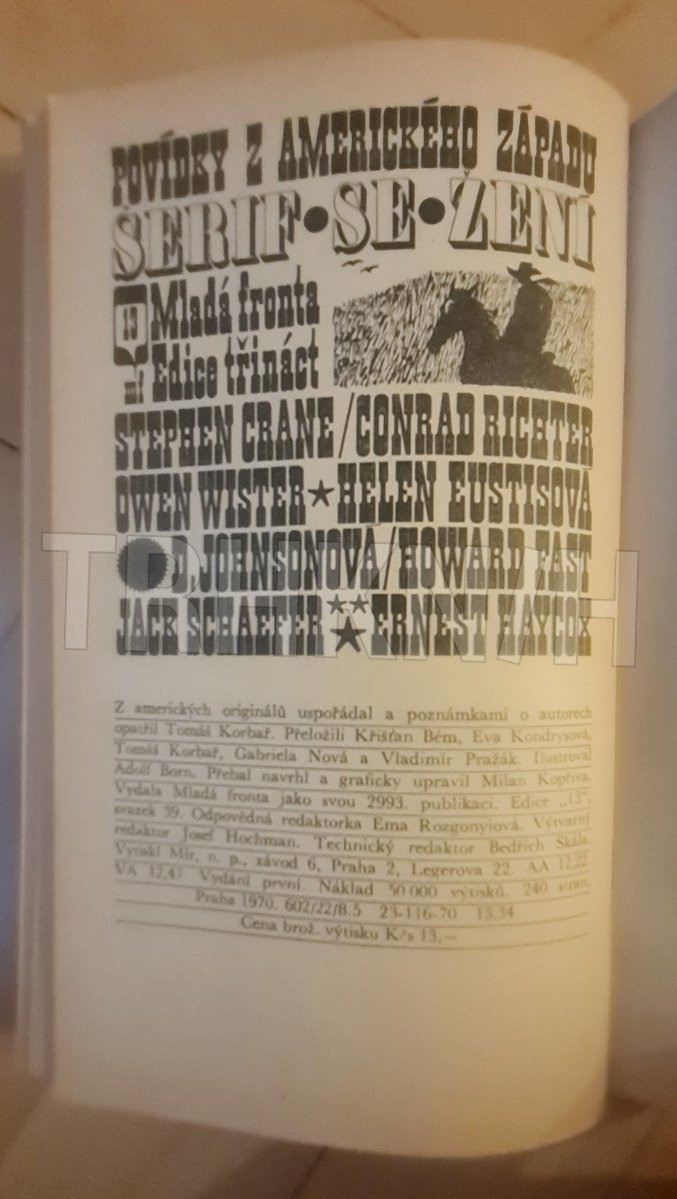 POVÍDKY Z AMERICKÉHO ZÁPADU
ŠERIF•SE•ŽENÍ
13 Mladá fronta
mf Edice třináct
STEPHEN CRANE/CONRAD RICHTER
OWEN WISTER★HELEN EUSTISOVÁ
D. JOHNSONOVÁ/HOWARD FAST
JACK SCHAEFER★★★ERNEST HAYCOX
Z amerických originálů uspořádal a poznámkami o autorech
opatřil Tomáš Korbař. Přeložili Křišťan Bém, Eva Kondrysová,
Tomáš Korbař, Gabriela Nová a Vladimír Pražák. Ilustroval
Adolf Born. Přebal navrhl a graficky upravil Milan Kopřiva.
Vydala Mladá fronta jako svou 2993. publikaci. Edice „13“,
svazek 39. Odpovědná redaktorka Ema Rozgonyiová. Výtvarný
redaktor Josef Hochman. Technický redaktor Bedřich Skála.
Vytiskl Mír, n. p., závod 6, Praha 2, Legerova 22. AA 12,22.
VA 12,47. Vydání první. Náklad 50 000 výtisků. 240 stran.
Praha 1970. 602/22/8.5 23-116-70 13.34
Cena brož. výtisku Kčs 13,—